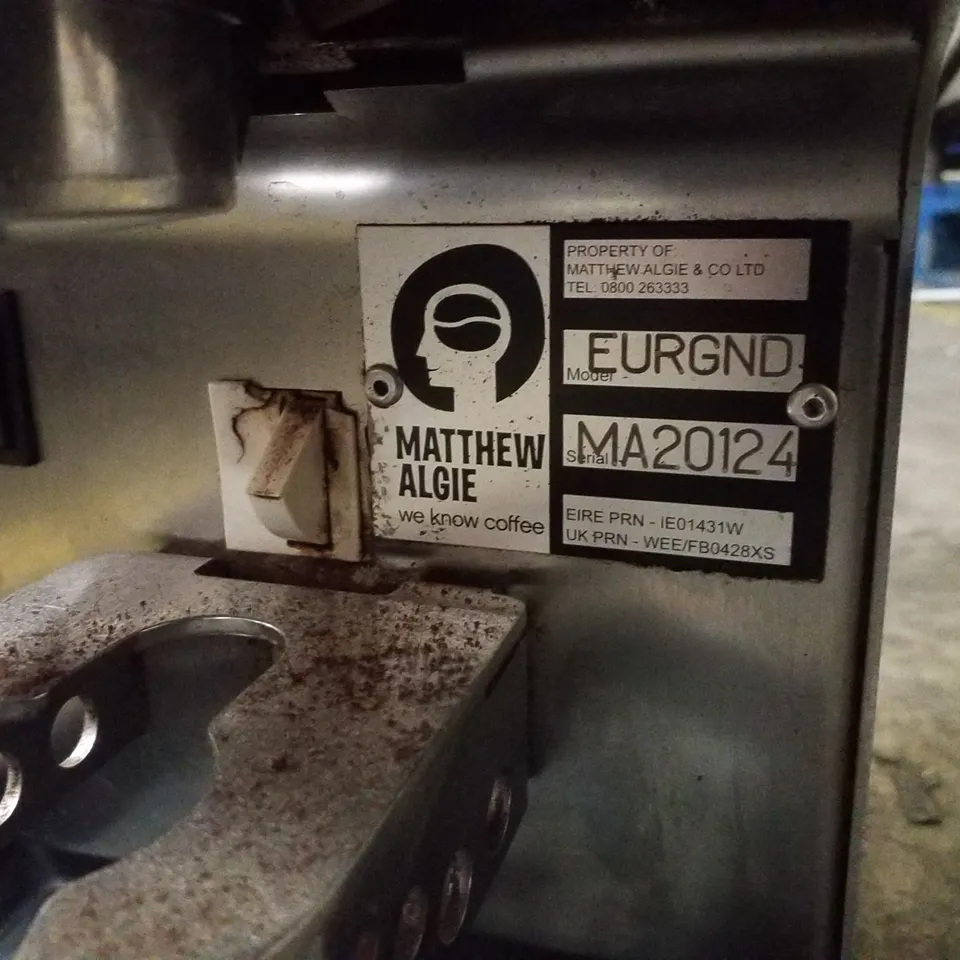 MATTHEW
ALGIE
we know coffee
PROPERTY OF
MATTHEW ALGIE & CO LTD
TEL 0800 263333
EURGND
Model -
MA20124
Serial -
EIRE PRN - IE01431W
UK PRN - WEE/FB0428XS